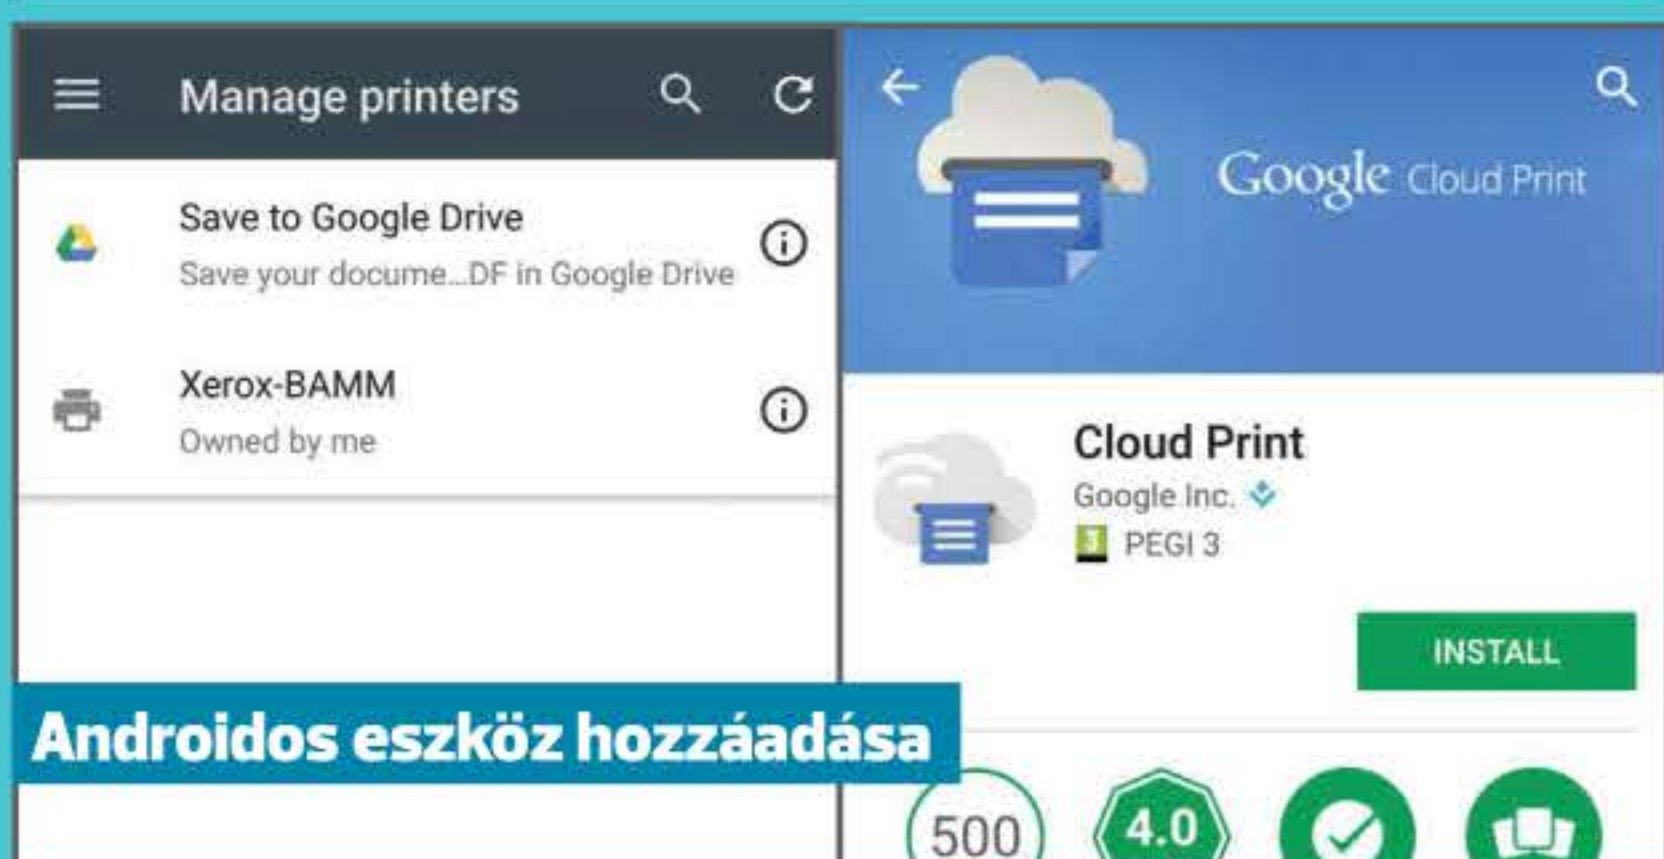 Manage printers
Save to Google Drive
Save your docume...DF in Google Drive
Xerox-BAMM
Owned by me
Google Cloud Print
Cloud Print
Google Inc.
3 PEGI 3
INSTALL
Androidos eszköz hozzáadása
500
4.0